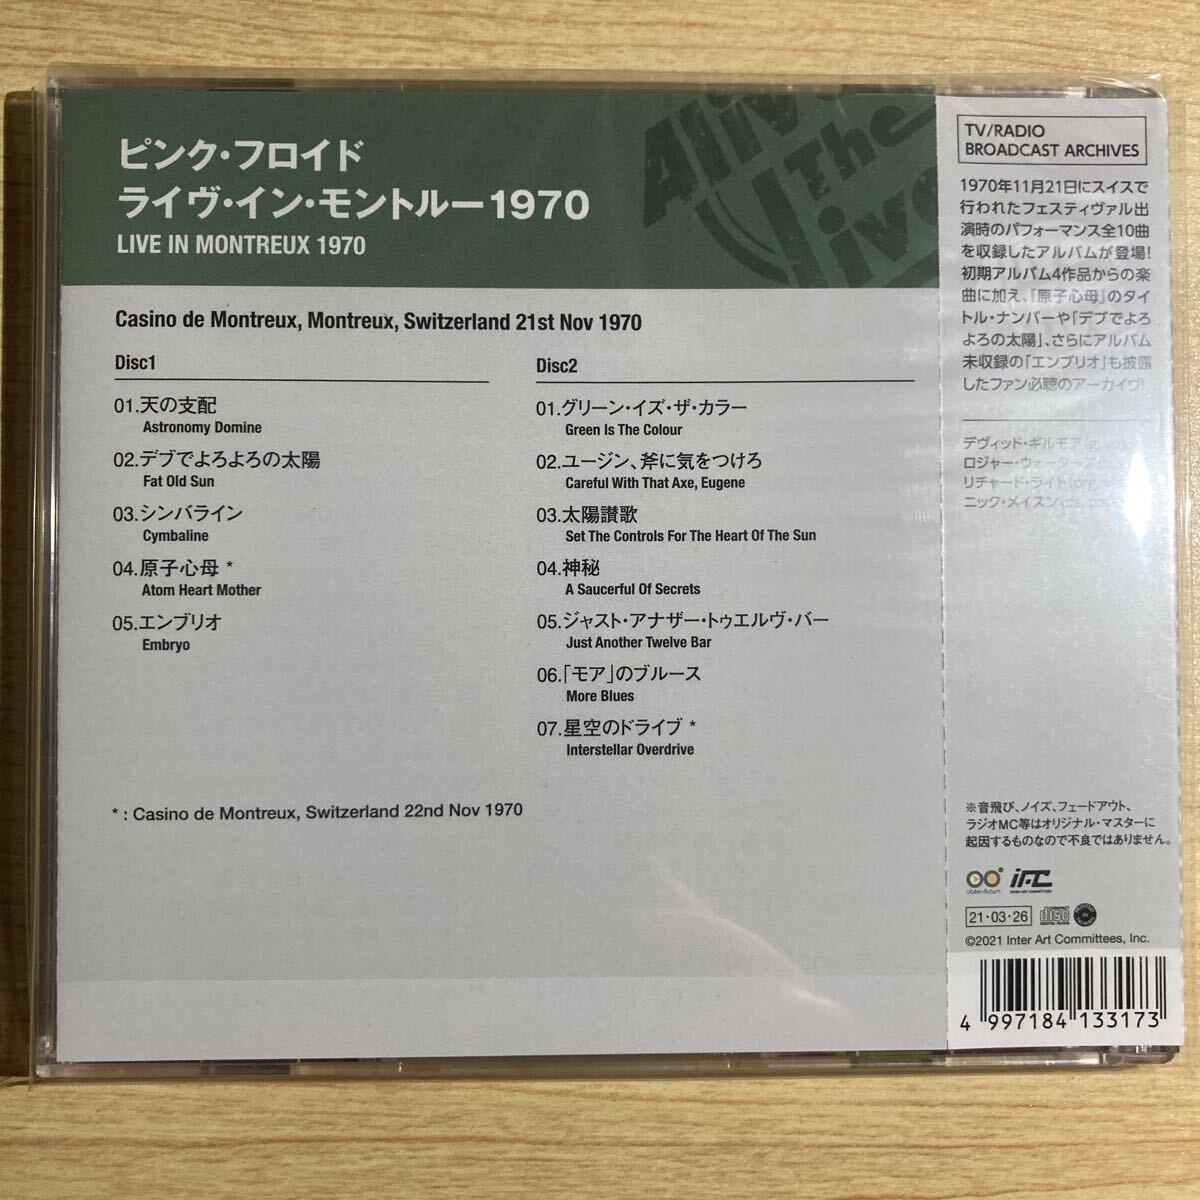 ピンク・フロイド
ライヴ・イン・モントルー1970
LIVE IN MONTREUX 1970
Alive
The
Live
Casino de Montreux, Montreux, Switzerland 21st Nov 1970
Disc1
01.天の支配
Astronomy Domine
02.デブでよろよろの太陽
Fat Old Sun
03.シンバライン
Cymbaline
04.原子心母 *
Atom Heart Mother
05.エンブリオ
Embryo
Disc2
01.グリーン・イズ・ザ・カラー
Green Is The Colour
02.ユージン、斧に気をつけろ
Careful With That Axe, Eugene
03.太陽讃歌
Set The Controls For The Heart Of The Sun
04.神秘
A Saucerful Of Secrets
05.ジャスト・アナザー・トゥエルヴ・バー
Just Another Twelve Bar
06.「モア」のブルース
More Blues
07.星空のドライブ *
Interstellar Overdrive
* : Casino de Montreux, Switzerland 22nd Nov 1970
TV/RADIO
BROADCAST ARCHIVES
1970年11月21日にスイスで
行われたフェスティヴァル出
演時のパフォーマンス全10曲
を収録したアルバムが登場!
初期アルバム4作品からの楽
曲に加え、「原子心母」のタイ
トル・ナンバーや「デブでよろ
よろの太陽」、さらにアルバム
未収録の「エンブリオ」も披露
したファン必聴のアーカイヴ!
デヴィッド・ギルモア(g, vo)
ロジャー・ウォーターズ
リチャード・ライト(org,
ニック・メイスン(ds,
※音飛び、ノイズ、フェードアウト、
ラジオMC等はオリジナル・マスターに
起因するものなので不良ではありません。
IAC
INTER ART COMMITTEES
21・03・26
COMPACT
disc
DIGITAL AUDIO
©2021 Inter Art Committees, Inc.
4 997184 133173